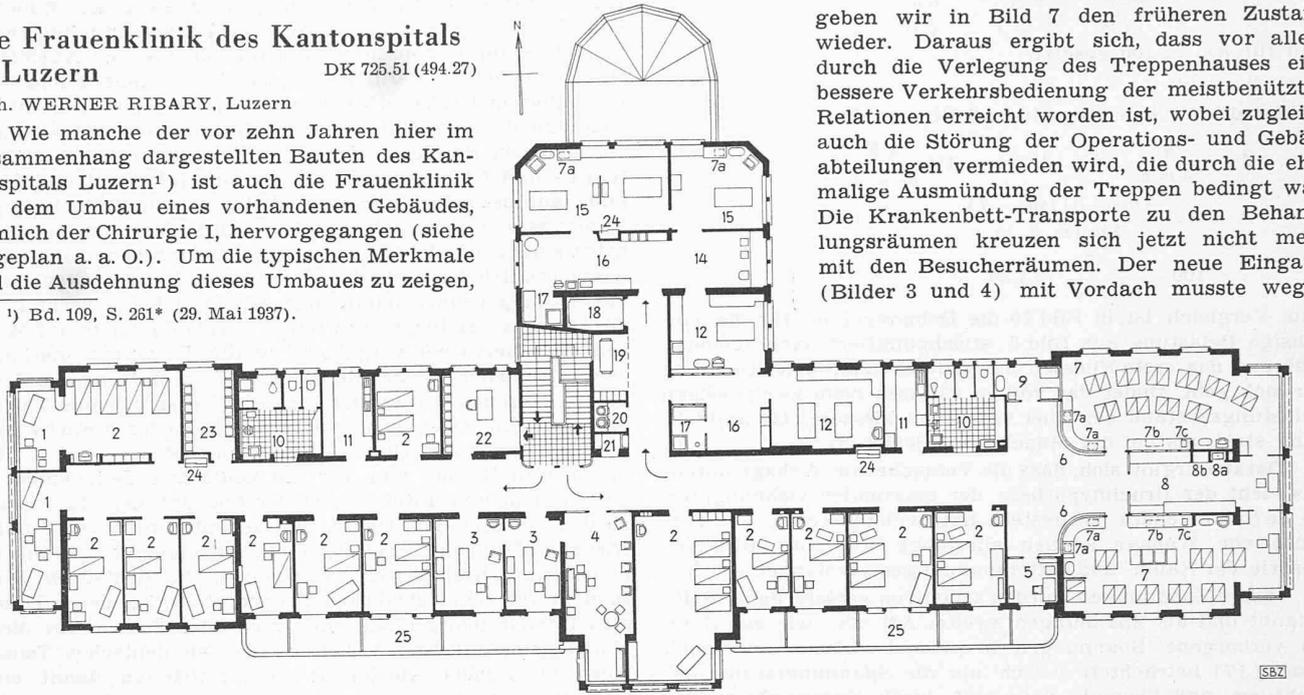 e Frauenklinik des Kantonspitals
Luzern DK 725.51(494.27)
h. WERNER RIBARY, Luzern
Wie manche der vor zehn Jahren hier im
sammenhang dargestellten Bauten des Kan-
spitals Luzern¹) ist auch die Frauenklinik
dem Umbau eines vorhandenen Gebäudes,
mlich der Chirurgie I, hervorgegangen (siehe
geplan a. a. O.). Um die typischen Merkmale
d die Ausdehnung dieses Umbaues zu zeigen,
¹) Bd. 109, S. 261* (29. Mai 1937).
geben wir in Bild 7 den früheren Zusta
wieder. Daraus ergibt sich, dass vor alle
durch die Verlegung des Treppenhauses ei
bessere Verkehrsbedienung der meistbenützt
Relationen erreicht worden ist, wobei zuglei
auch die Störung der Operations- und Gebä
abteilungen vermieden wird, die durch die eh
malige Ausmündung der Treppen bedingt wa
Die Krankenbett-Transporte zu den Behan
lungsräumen kreuzen sich jetzt nicht me
mit den Besucherräumen. Der neue Einga
(Bilder 3 und 4) mit Vordach musste weg
N
7a 7a
15 24 15
16 14
17 18
12
19
1 2 23 10 11 2 22 20 21 17 16 12 11 10 9 7
24 24
7a 7a 7b 7c
6 8b 8a
1 8
6
2 2 2 2 2 2 3 3 4 2 2 2 2 2 5 7a 7b 7c
7
25 25
SBZ